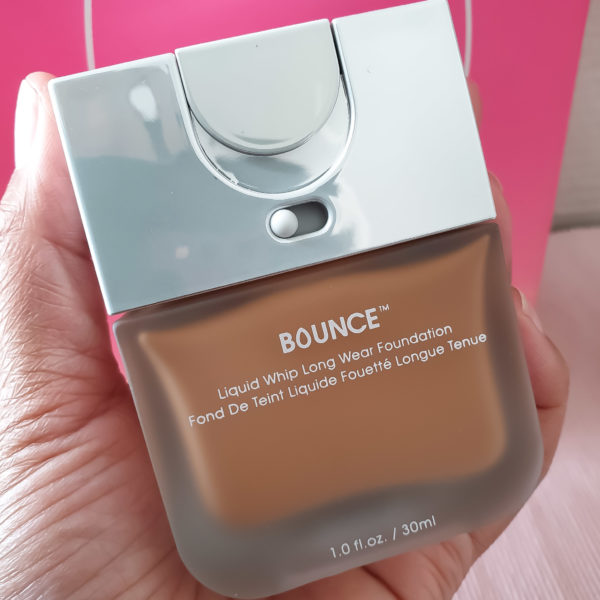 BOUNCE™
Liquid Whip Long Wear Foundation
Fond De Teint Liquide Fouetté Longue Tenue
1.0 fl.oz. / 30ml